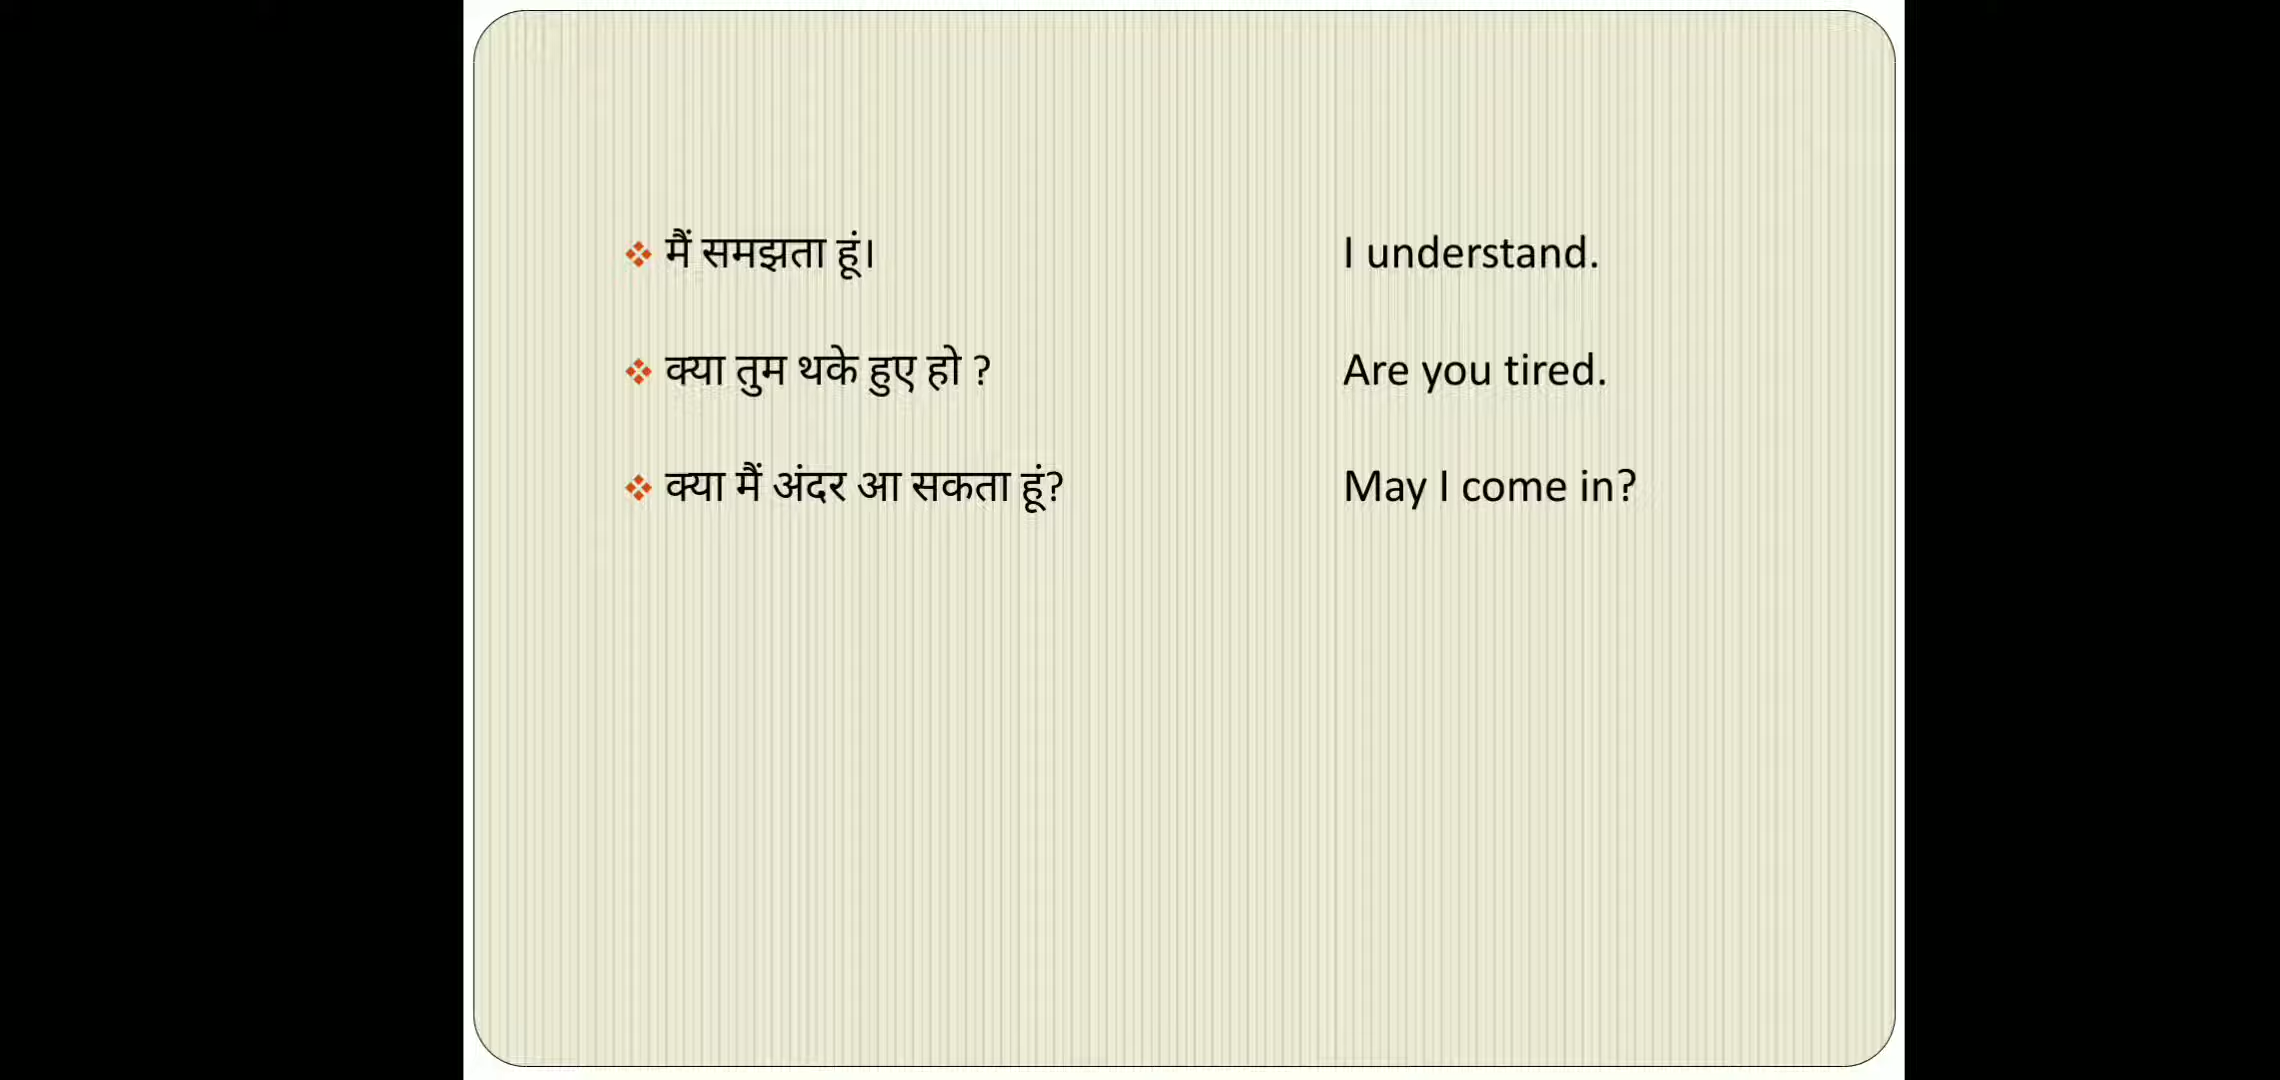 मैं समझता हूं। I understand.
क्या तुम थके हुए हो ? Are you tired.
क्या मैं अंदर आ सकता हूं? May I come in?